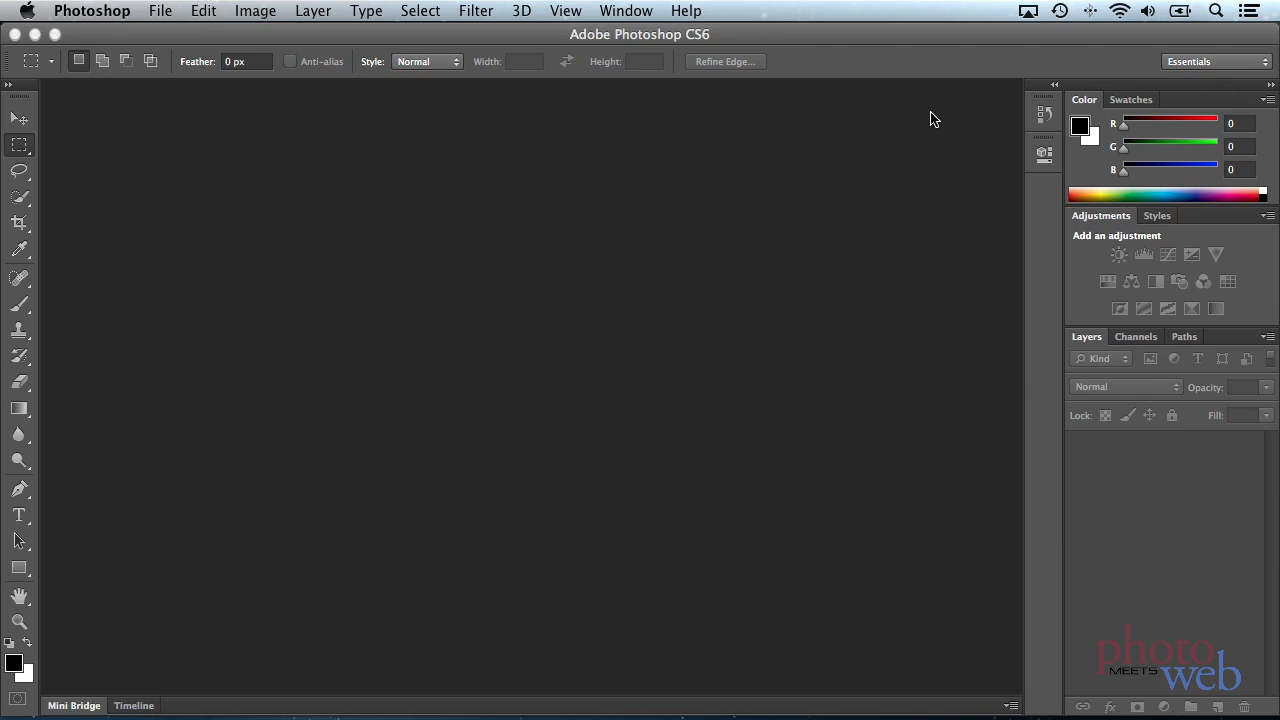 Photoshop File Edit Image Layer Type Select Filter 3D View Window Help
Adobe Photoshop CS6
Feather: 0 px Anti-alias Style: Normal Width: Height: Refine Edge... Essentials
Color Swatches
R 0
G 0
B 0
Adjustments Styles
Add an adjustment
Layers Channels Paths
Kind
Normal Opacity:
Lock: Fill:
photo
MEETS web
Mini Bridge Timeline